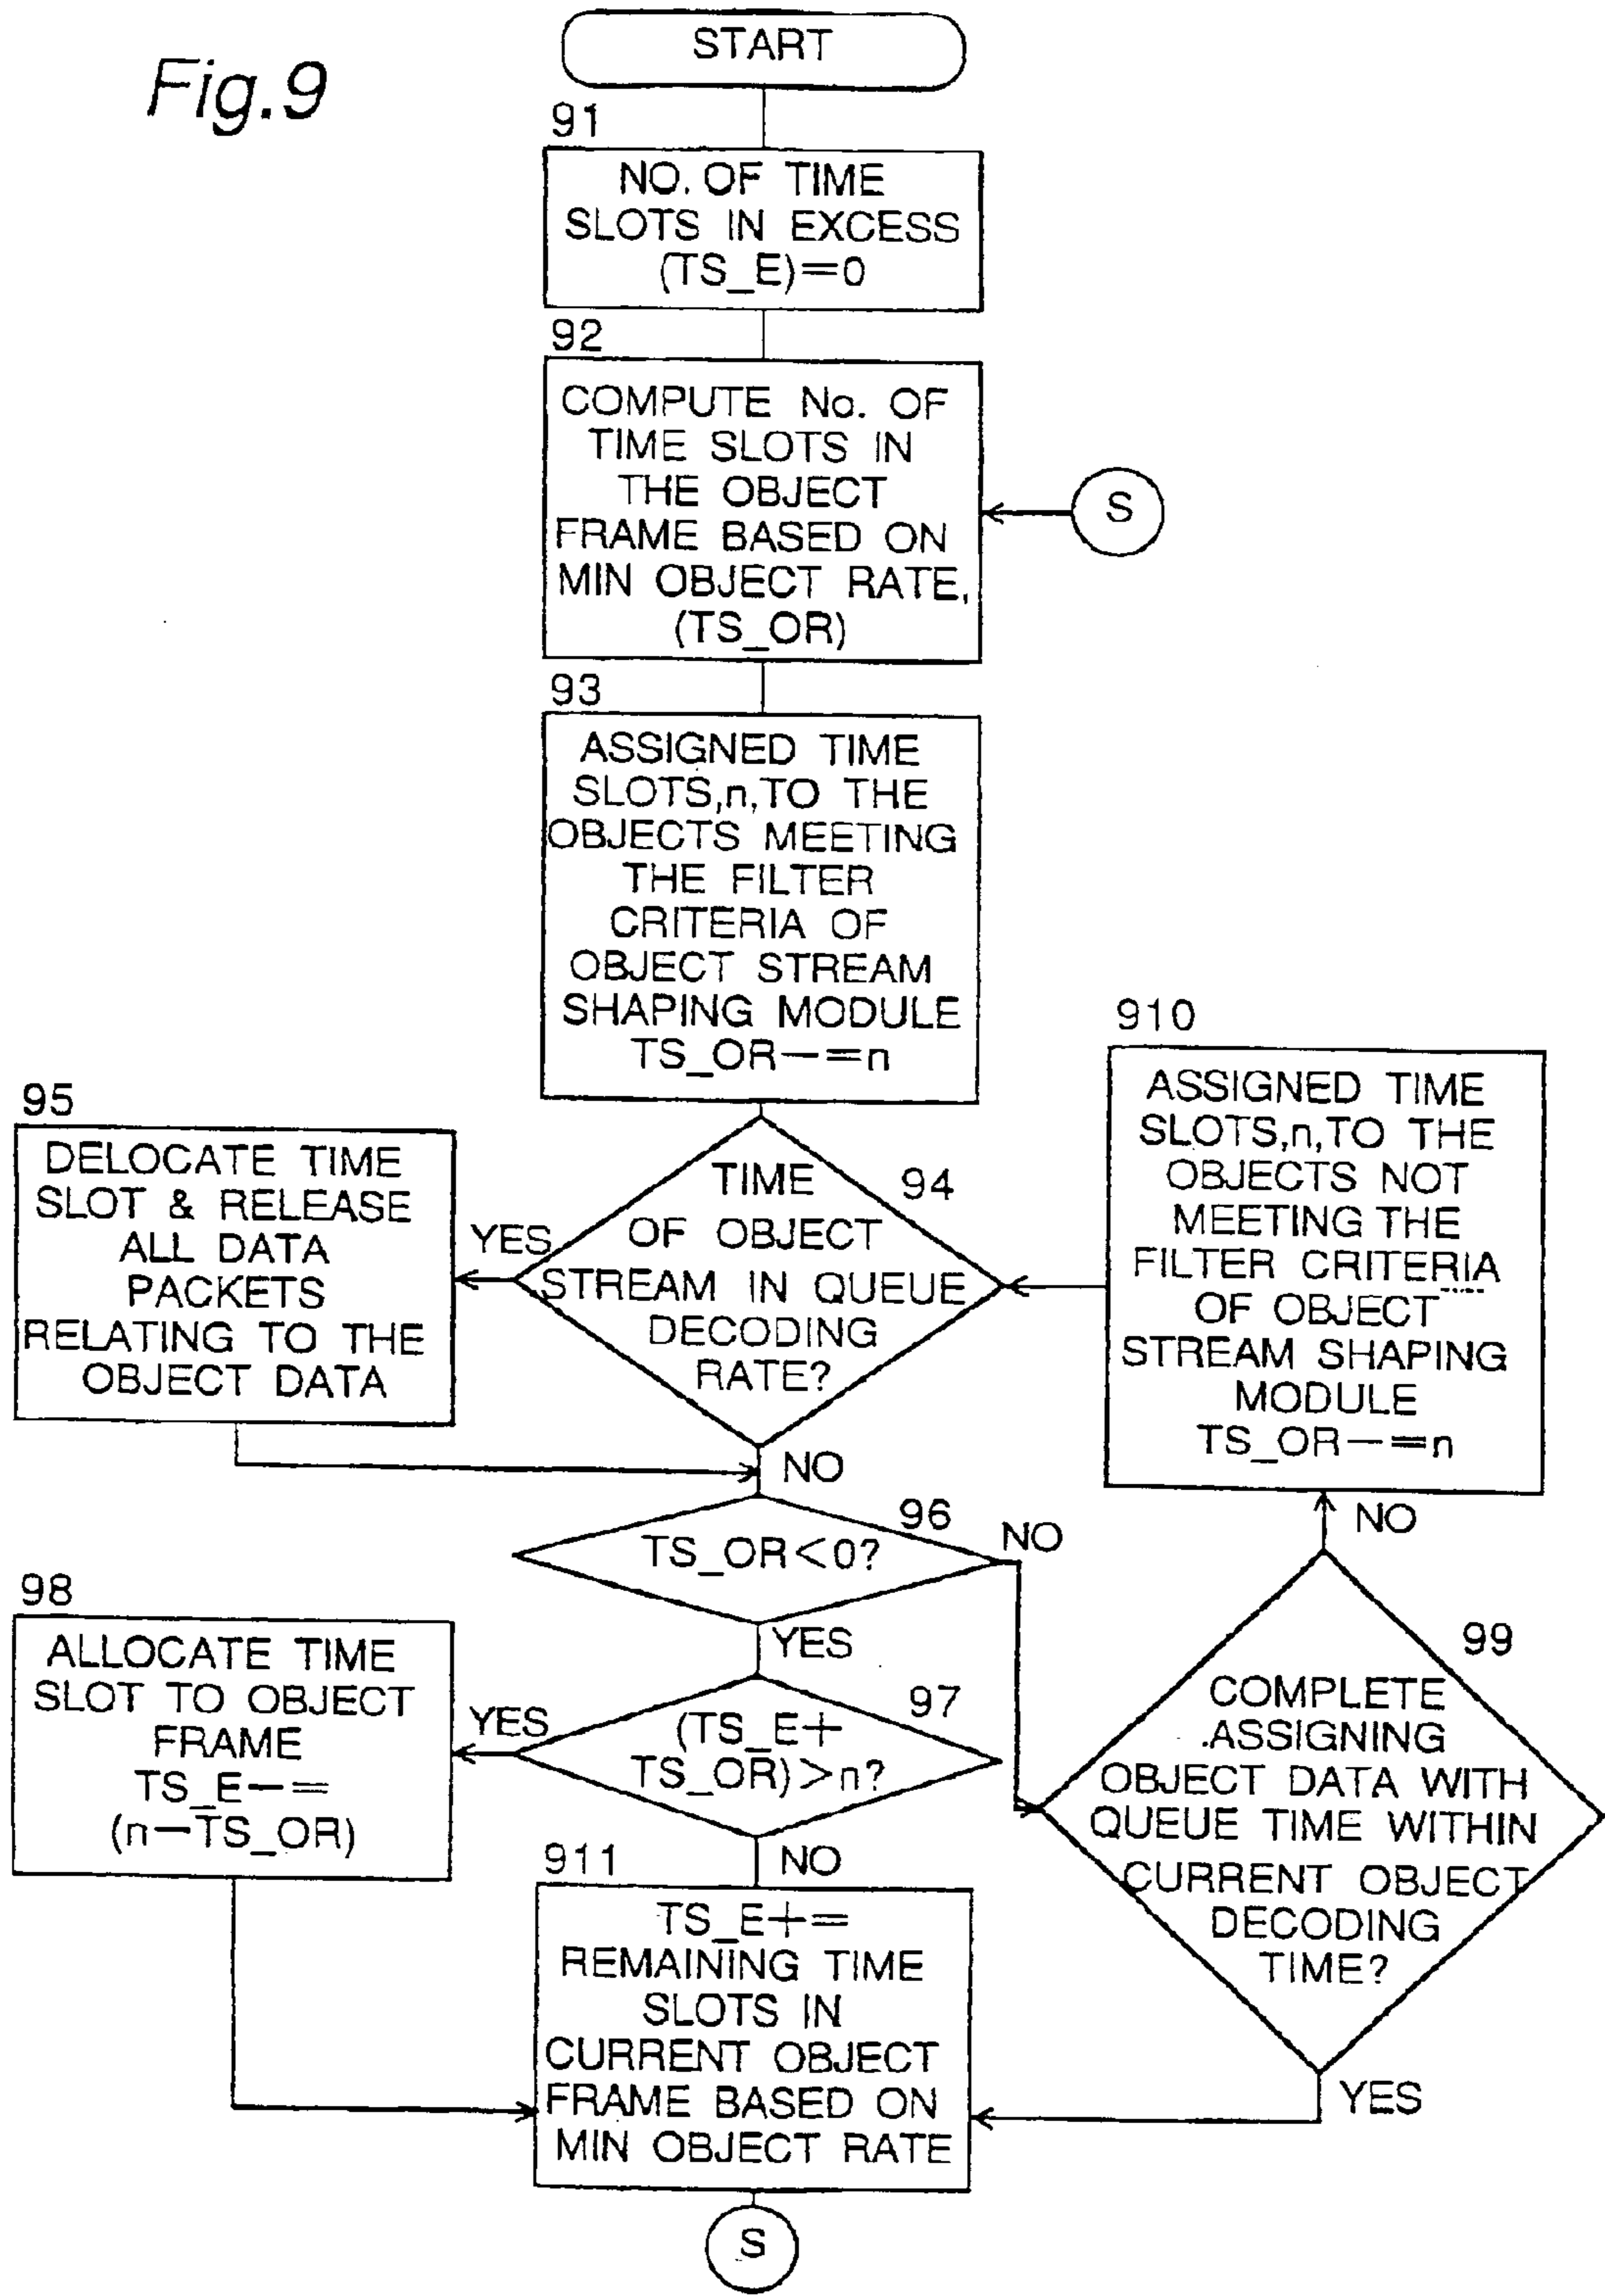 Fig.9
START
91
NO. OF TIME
SLOTS IN EXCESS
(TS_E)=0
92
COMPUTE No. OF
TIME SLOTS IN
THE OBJECT
FRAME BASED ON
MIN OBJECT RATE,
(TS_OR)
S
93
ASSIGNED TIME
SLOTS,n,TO THE
OBJECTS MEETING
THE FILTER
CRITERIA OF
OBJECT STREAM
SHAPING MODULE
TS_OR-=n
94
TIME
OF OBJECT
STREAM IN QUEUE
DECODING
RATE?
YES
NO
95
DELOCATE TIME
SLOT & RELEASE
ALL DATA
PACKETS
RELATING TO THE
OBJECT DATA
910
ASSIGNED TIME
SLOTS,n,TO THE
OBJECTS NOT
MEETING THE
FILTER CRITERIA
OF OBJECT
STREAM SHAPING
MODULE
TS_OR-=n
96
TS_OR<0?
NO
YES
NO
97
(TS_E+
TS_OR)>n?
YES
NO
98
ALLOCATE TIME
SLOT TO OBJECT
FRAME
TS_E-=
(n-TS_OR)
99
COMPLETE
ASSIGNING
OBJECT DATA WITH
QUEUE TIME WITHIN
CURRENT OBJECT
DECODING
TIME?
YES
911
TS_E+=
REMAINING TIME
SLOTS IN
CURRENT OBJECT
FRAME BASED ON
MIN OBJECT RATE
S